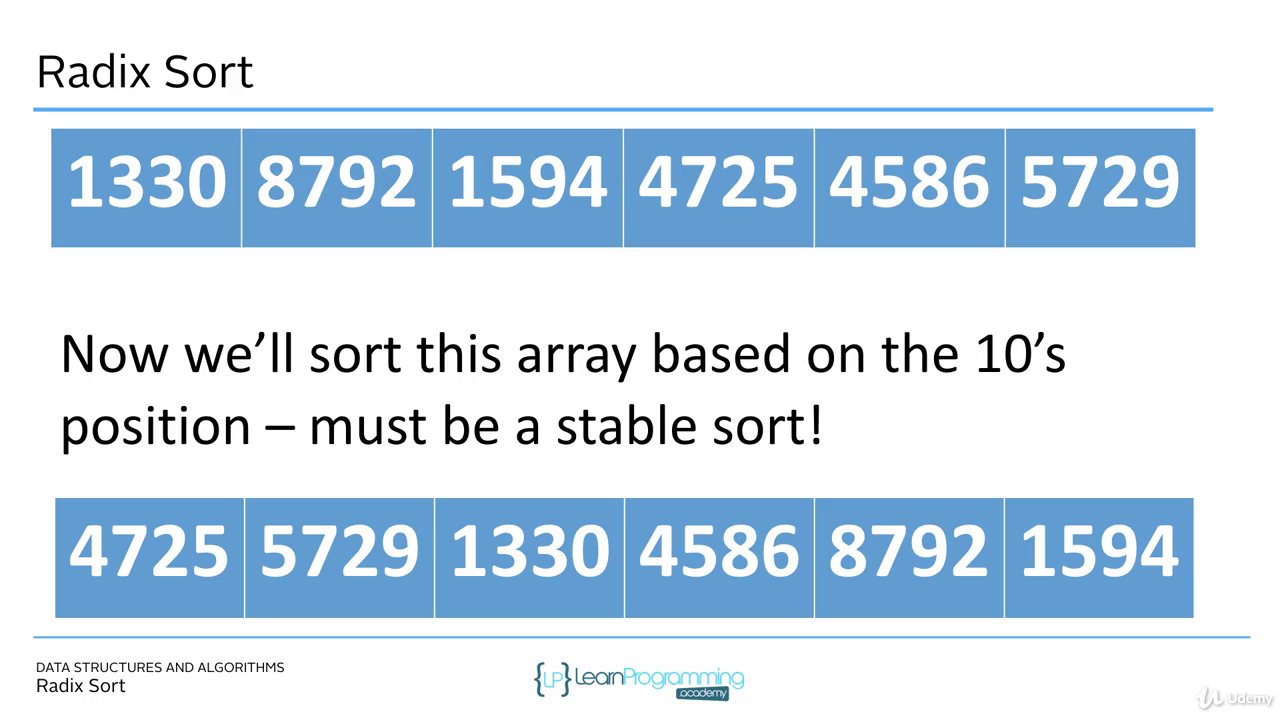 Radix Sort
1330 8792 1594 4725 4586 5729
Now we’ll sort this array based on the 10’s
position – must be a stable sort!
4725 5729 1330 4586 8792 1594
DATA STRUCTURES AND ALGORITHMS
Radix Sort
{LP} LearnProgramming
.academy
Udemy